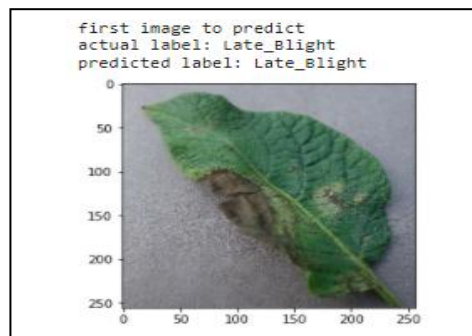 first image to predict
actual label: Late_Blight
predicted label: Late_Blight
0
50
100
150
200
250
0 50 100 150 200 250